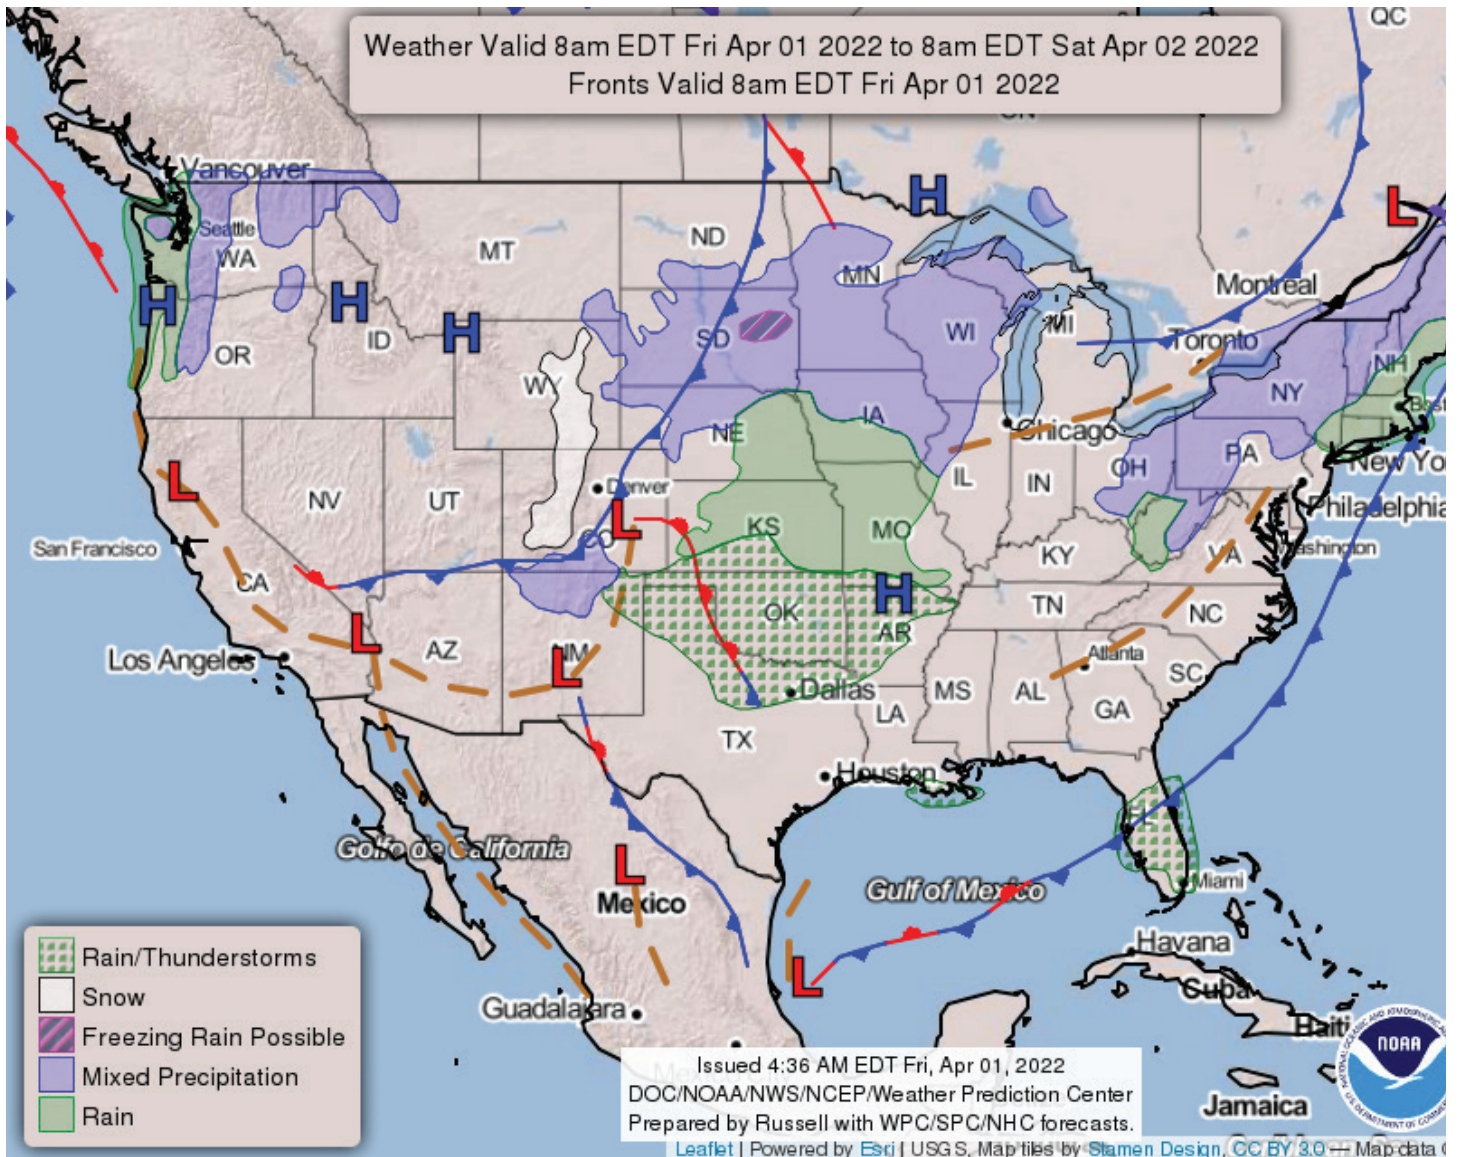 QC
Weather Valid 8am EDT Fri Apr 01 2022 to 8am EDT Sat Apr 02 2022
Fronts Valid 8am EDT Fri Apr 01 2022
ON
Vancouver
H
L
Seattle
WA
MT
ND
MN
Montreal
H
H
H
OR
ID
SD
WI
MI
Toronto
WY
NE
IA
NY
NH
Chicago
L
NV
UT
Denver
IL
IN
OH
PA
New Yo
Philadelphia
San Francisco
CO
L
KS
MO
KY
VA
Washington
CA
OK
H
AR
TN
NC
Los Angeles
L
AZ
NM
L
Dallas
MS
AL
Atlanta
GA
SC
TX
LA
Houston
Golfo de California
L
Mexico
Gulf of Mexico
Miami
L
Havana
Cuba
Guadalajara
Haiti
Jamaica
Mexico City
Rain/Thunderstorms
Snow
Freezing Rain Possible
Mixed Precipitation
Rain
NOAA
Issued 4:36 AM EDT Fri, Apr 01, 2022
DOC/NOAA/NWS/NCEP/Weather Prediction Center
Prepared by Russell with WPC/SPC/NHC forecasts.
Leaflet | Powered by Esri | USGS, Map tiles by Stamen Design, CC BY 3.0 — Map data